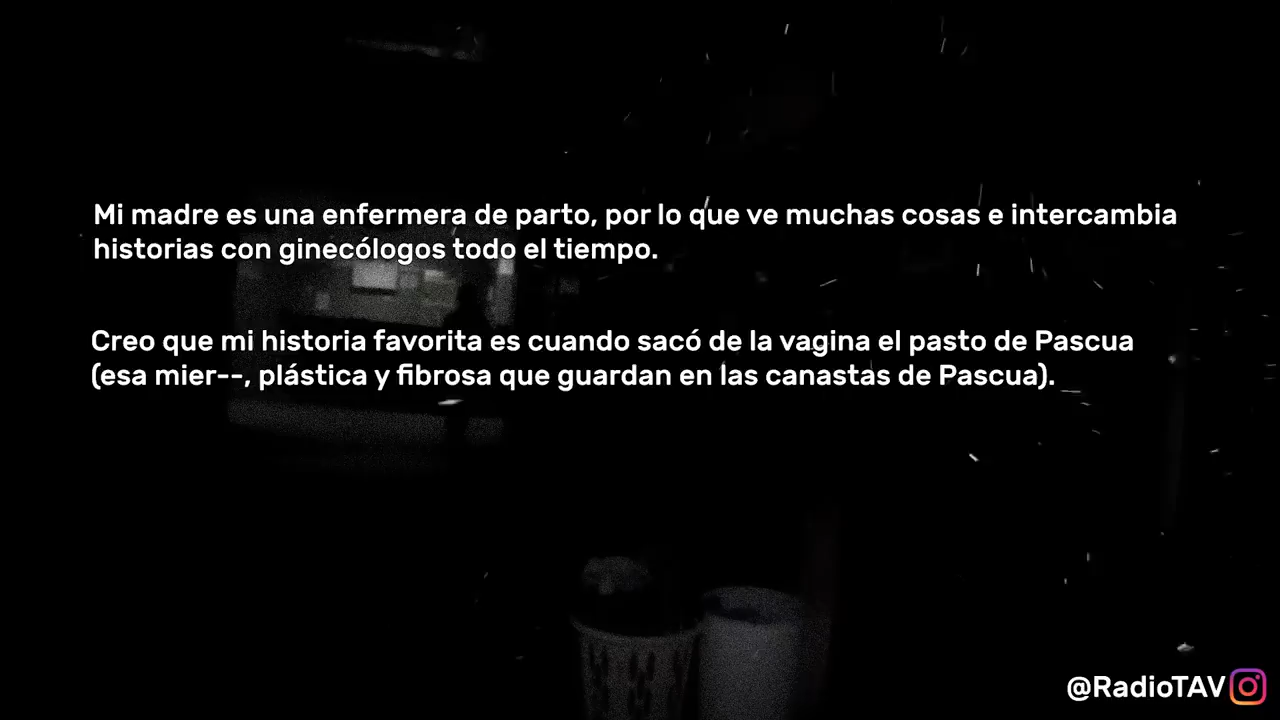 Mi madre es una enfermera de parto, por lo que ve muchas cosas e intercambia
historias con ginecólogos todo el tiempo.
Creo que mi historia favorita es cuando sacó de la vagina el pasto de Pascua
(esa mier--, plástica y fibrosa que guardan en las canastas de Pascua).
@RadioTAV